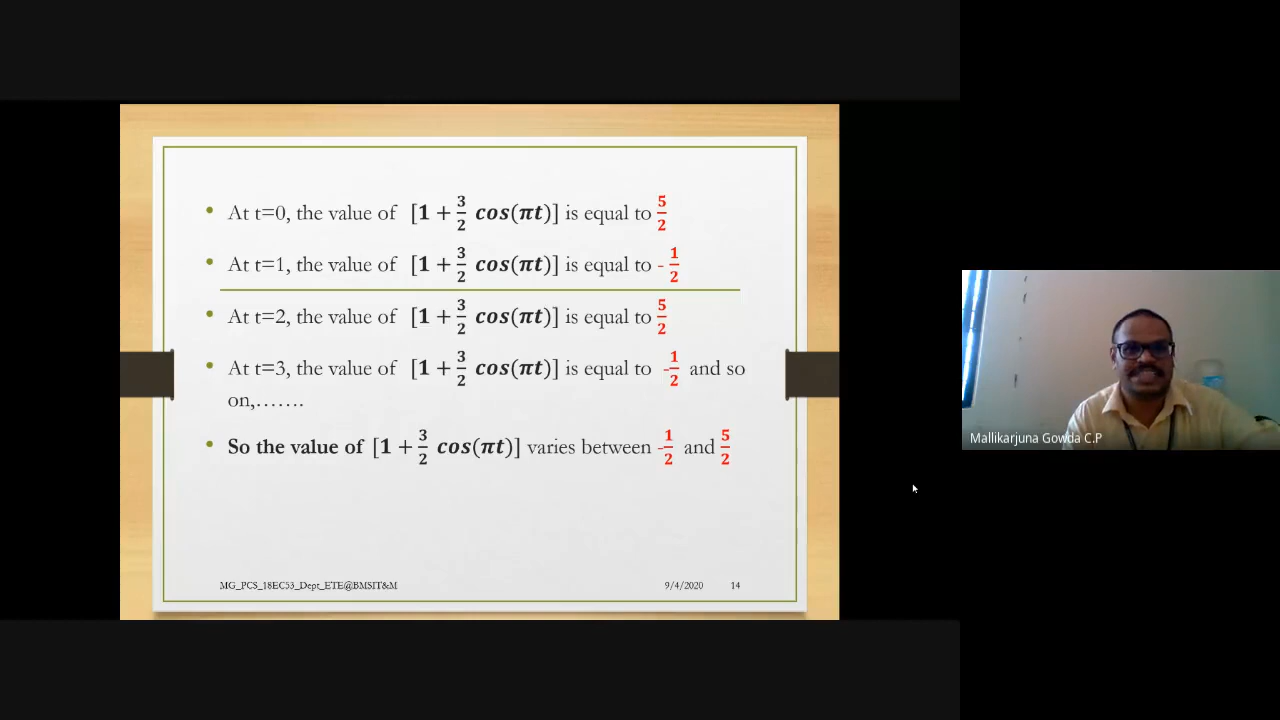 • At t=0, the value of [1 + 3/2 cos(πt)] is equal to 5/2
• At t=1, the value of [1 + 3/2 cos(πt)] is equal to - 1/2
• At t=2, the value of [1 + 3/2 cos(πt)] is equal to 5/2
• At t=3, the value of [1 + 3/2 cos(πt)] is equal to -1/2 and so
on,.......
• So the value of [1 + 3/2 cos(πt)] varies between -1/2 and 5/2
MG_PCS_18EC53_Dept_ETE@BMSIT&M 9/4/2020 14
Mallikarjuna Gowda C.P